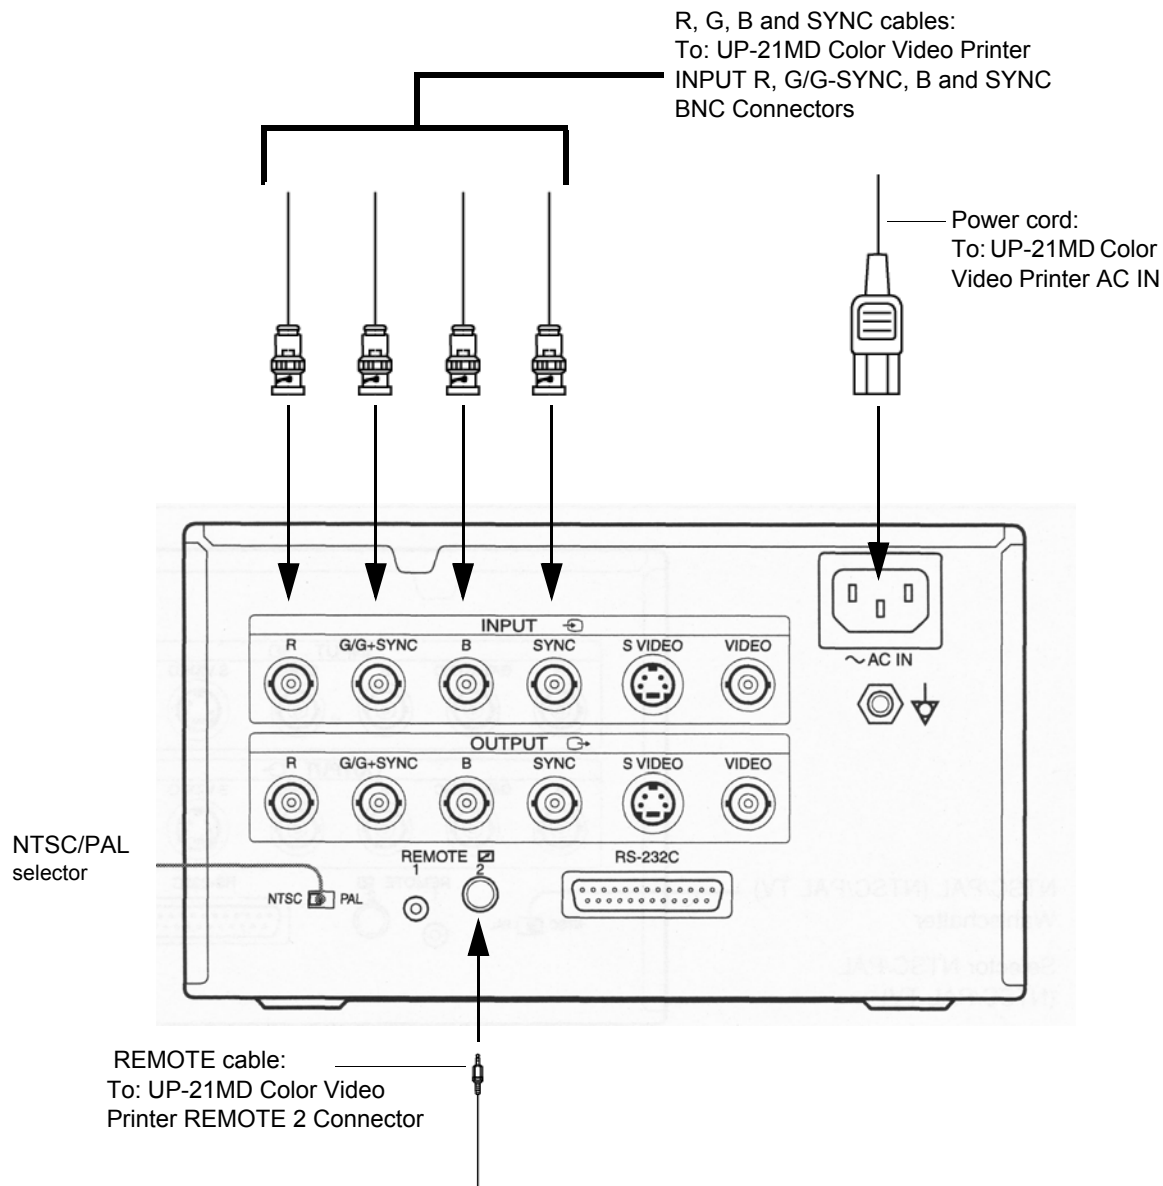 R, G, B and SYNC cables:
To: UP-21MD Color Video Printer
INPUT R, G/G-SYNC, B and SYNC
BNC Connectors
Power cord:
To: UP-21MD Color
Video Printer AC IN
INPUT
R G/G+SYNC B SYNC S VIDEO VIDEO
~ AC IN
OUTPUT
R G/G+SYNC B SYNC S VIDEO VIDEO
NTSC/PAL
selector
REMOTE
1 2
RS-232C
NTSC PAL
REMOTE cable:
To: UP-21MD Color Video
Printer REMOTE 2 Connector